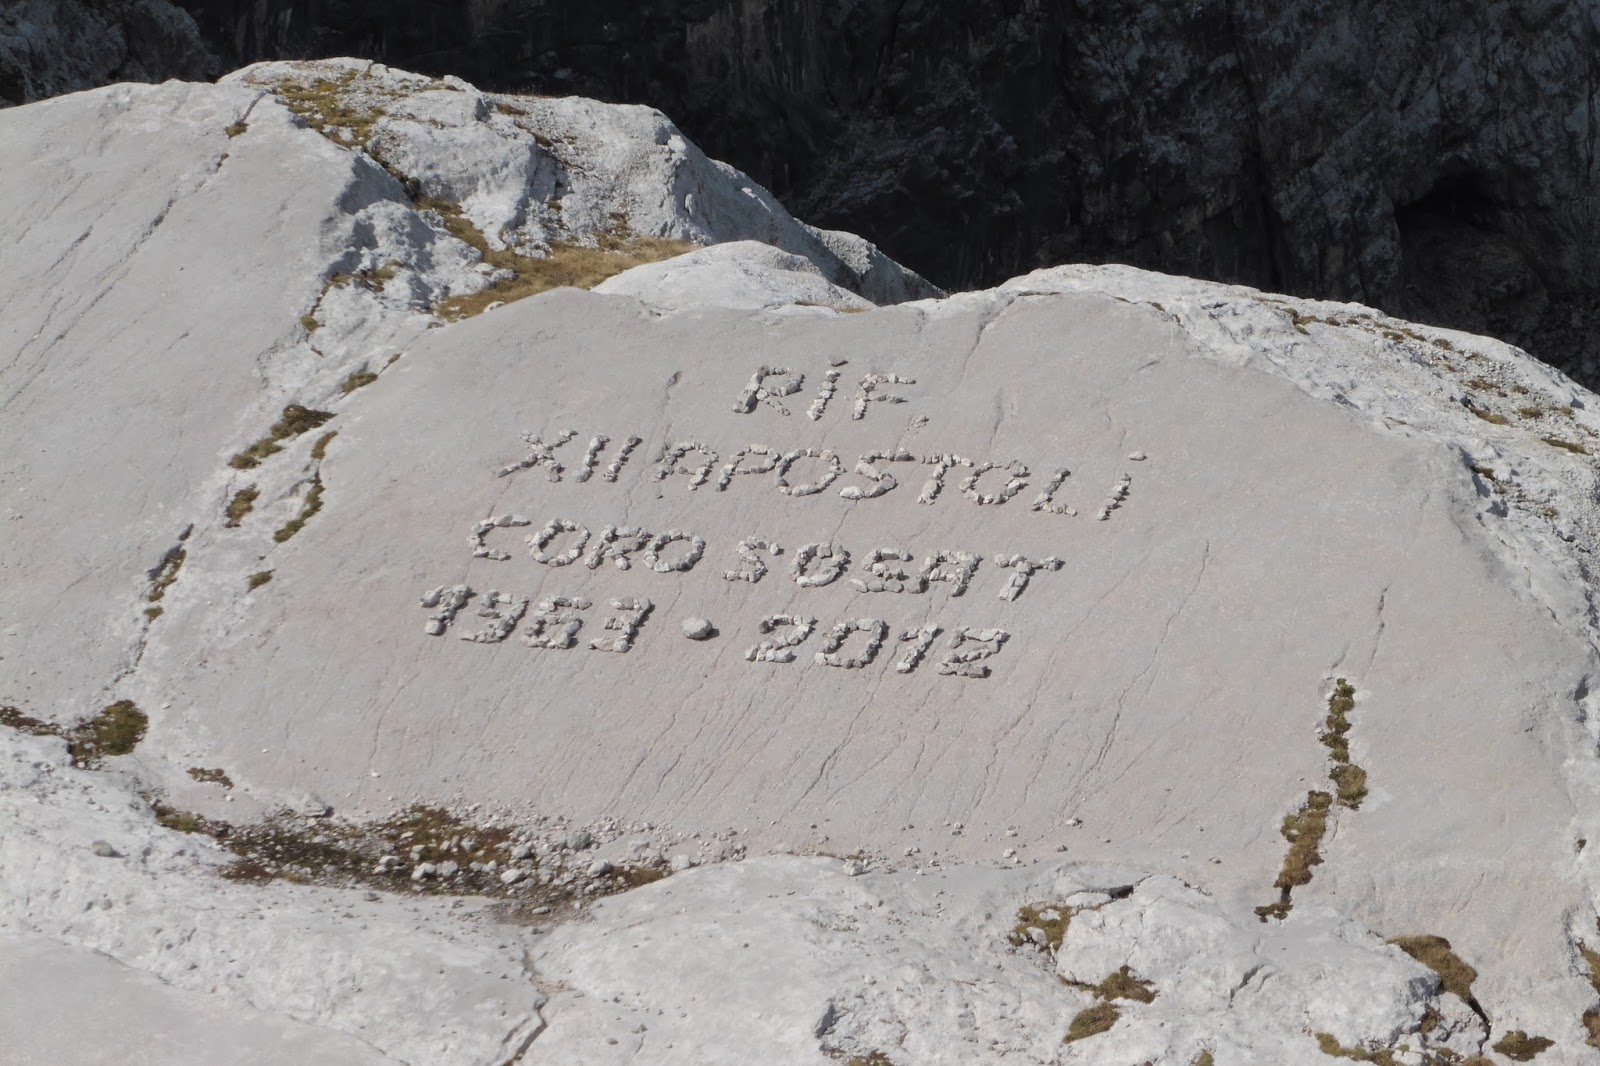 RiF.
XII APOSTOLi
CORO SOSAT
1963 • 2012